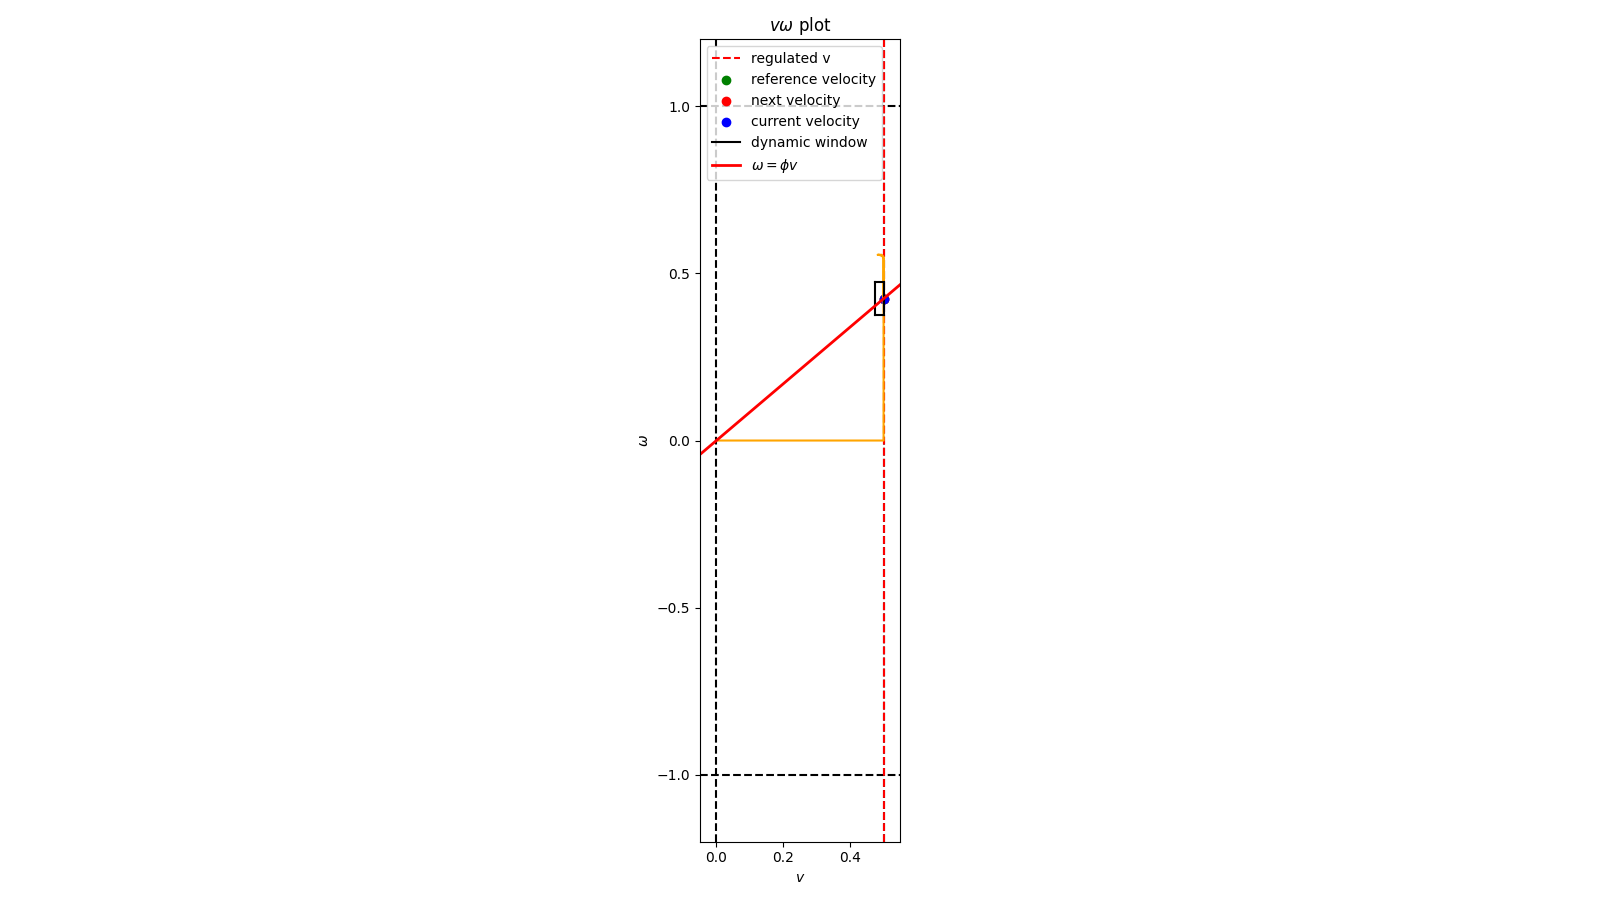 vω plot
regulated v
reference velocity
next velocity
current velocity
dynamic window
ω = ϕv
1.0
0.5
0.0
−0.5
−1.0
ω
0.0 0.2 0.4
v